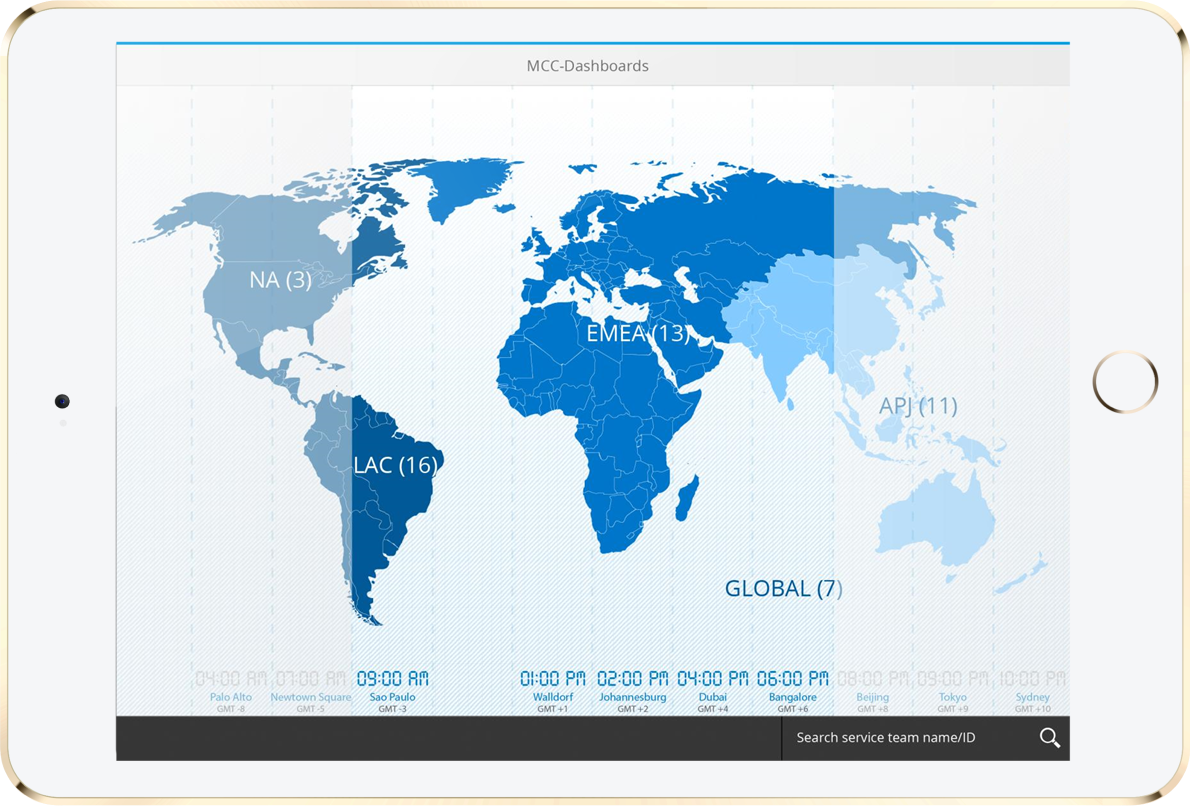 MCC-Dashboards
NA (3)
EMEA (13)
APJ (11)
LAC (16)
GLOBAL (7)
04:00 AM 07:00 AM 09:00 AM 01:00 PM 02:00 PM 04:00 PM 06:00 PM 08:00 PM 09:00 PM 10:00 PM
Palo Alto Newtown Square Sao Paulo Walldorf Johannesburg Dubai Bangalore Beijing Tokyo Sydney
GMT -8 GMT -5 GMT -3 GMT +1 GMT +2 GMT +4 GMT +6 GMT +8 GMT +9 GMT +10
Search service team name/ID